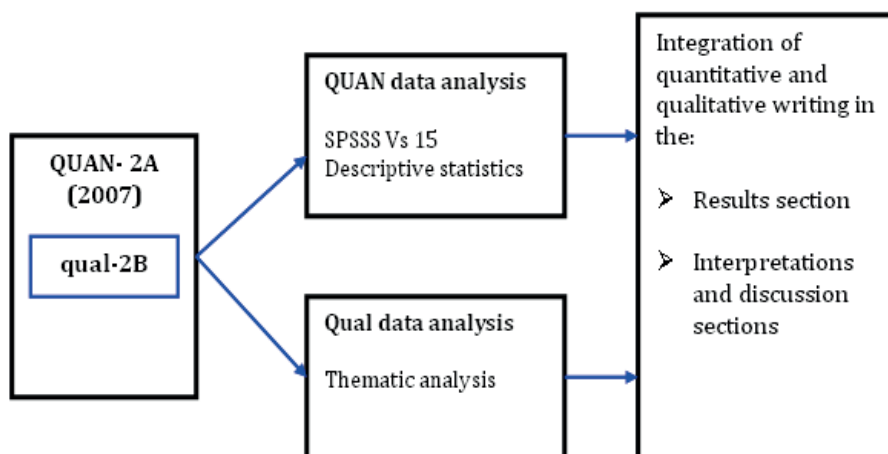 QUAN- 2A
(2007)
qual-2B
QUAN data analysis
SPSSS Vs 15
Descriptive statistics
Qual data analysis
Thematic analysis
Integration of
quantitative and
qualitative writing in
the:
➢ Results section
➢ Interpretations
and discussion
sections